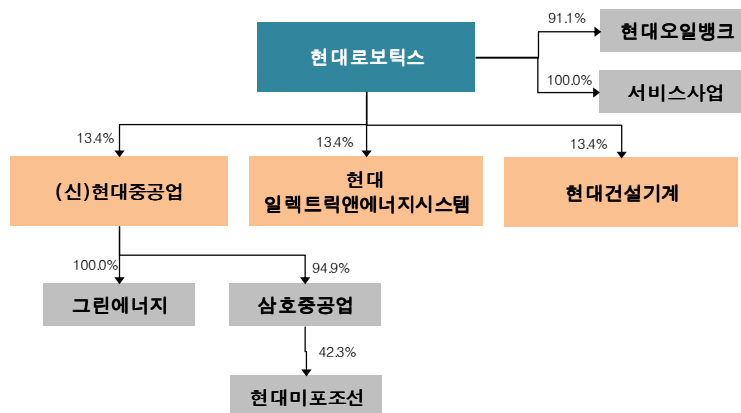 91.1%
현대오일뱅크
현대로보틱스
100.0%
서비스사업
13.4%
13.4%
13.4%
(신)현대중공업
현대
일렉트릭앤에너지시스템
현대건설기계
100.0%
94.9%
그린에너지
삼호중공업
42.3%
현대미포조선